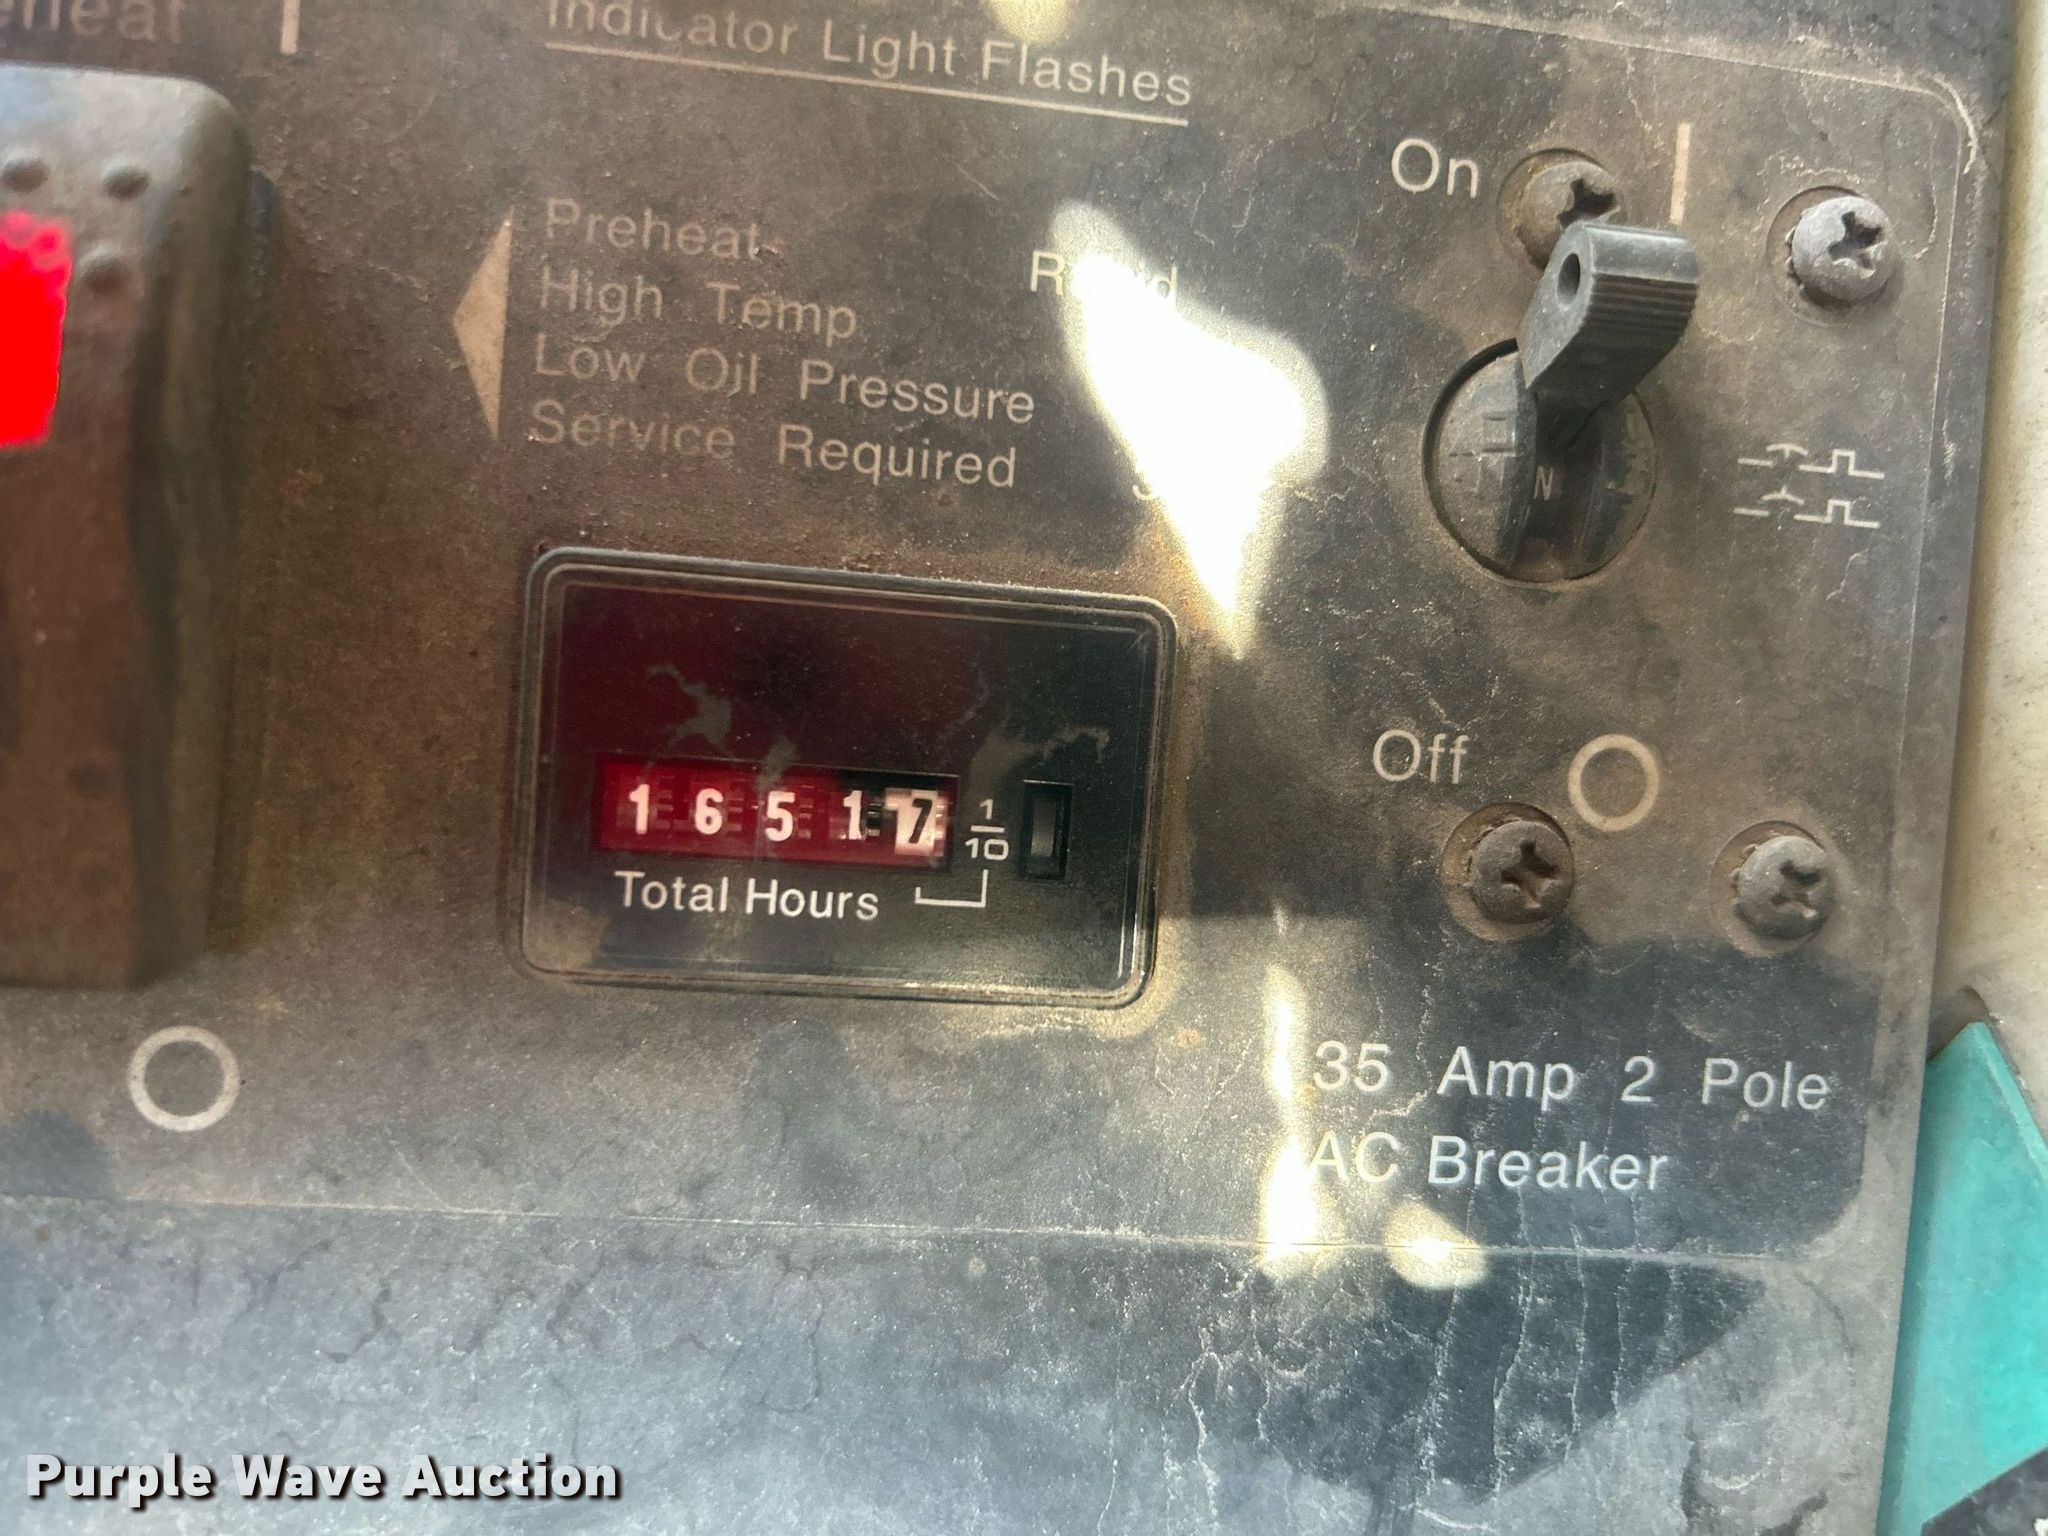 Indicator Light Flashes
On
Preheat
High Temp
Low Oil Pressure
Service Required
N
Off
1 6 5 1 7 1/10
Total Hours
35 Amp 2 Pole
AC Breaker
Purple Wave Auction